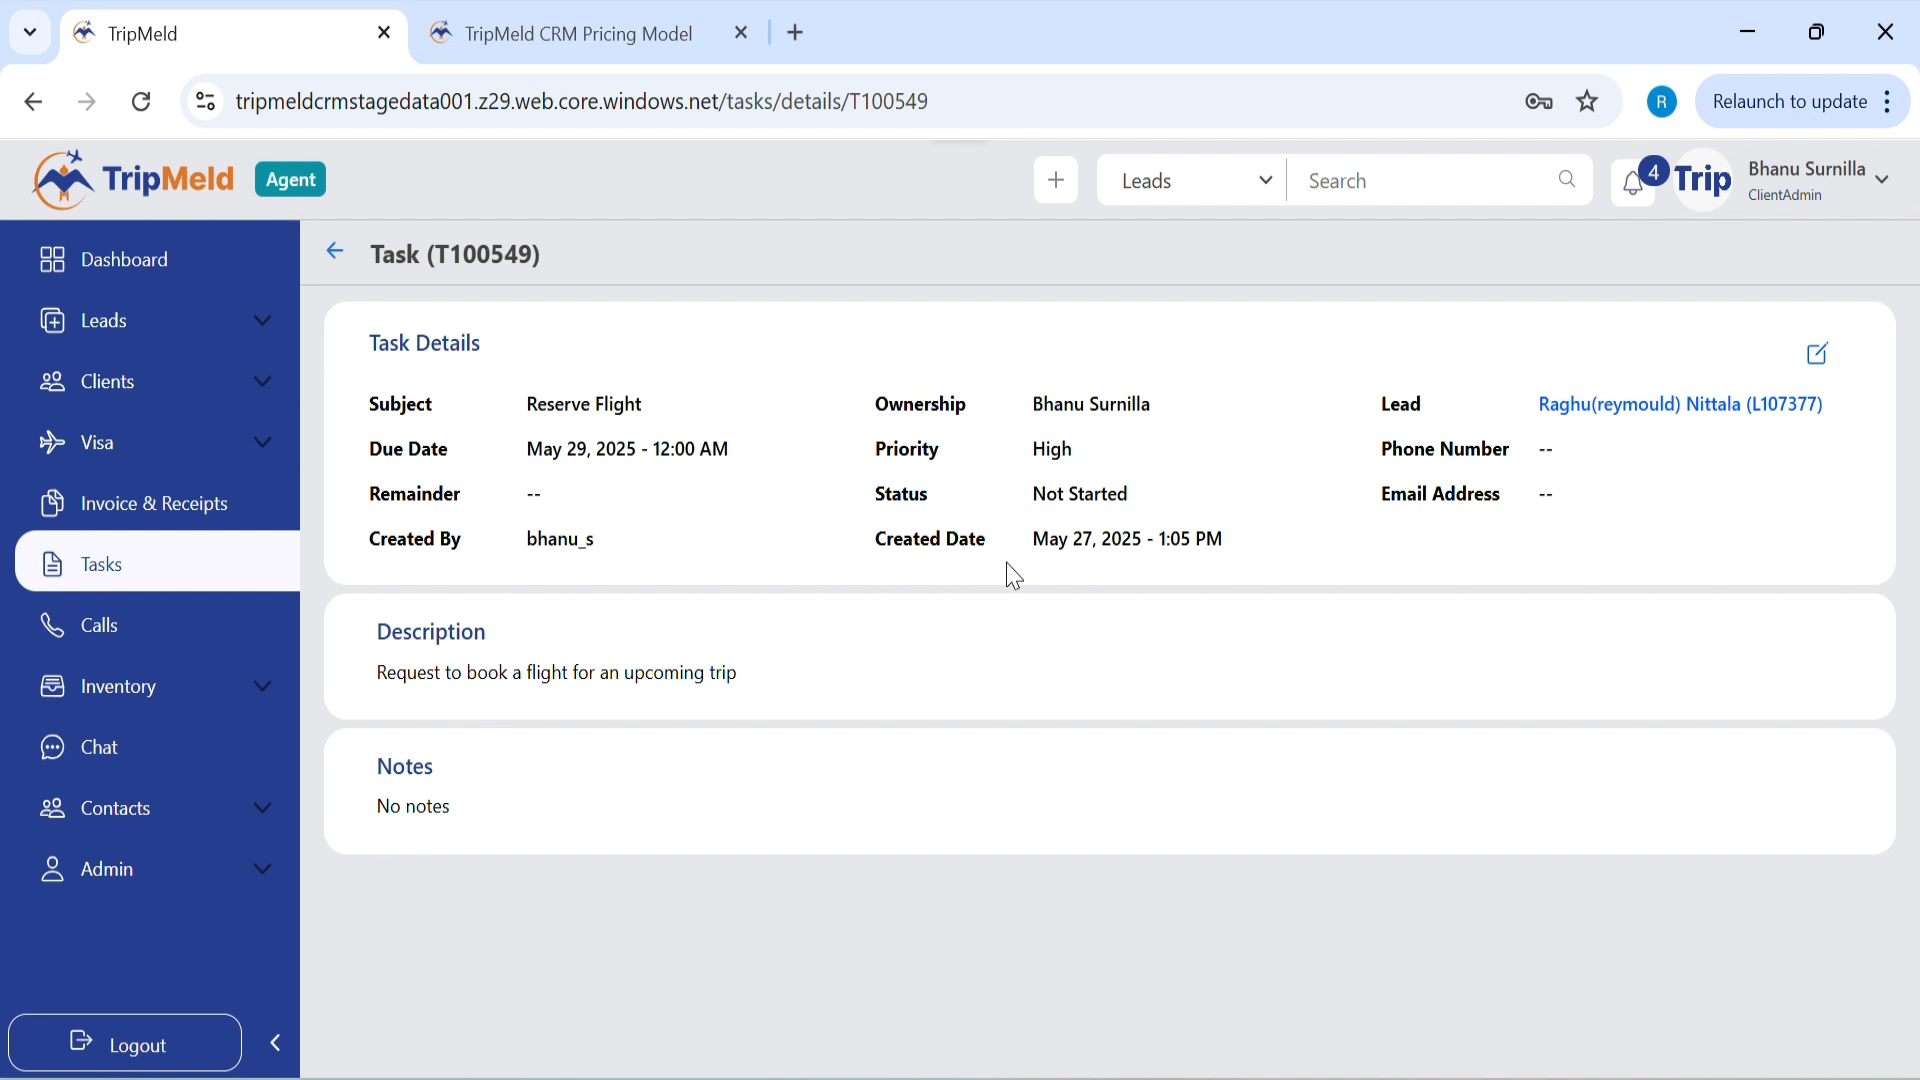 TripMeld
TripMeld CRM Pricing Model
tripmeldcrmstagedata001.z29.web.core.windows.net/tasks/details/T100549
R
Relaunch to update
TripMeld
Agent
Leads
Search
4
Trip
Bhanu Surnilla
ClientAdmin
Dashboard
Leads
Clients
Visa
Invoice & Receipts
Tasks
Calls
Inventory
Chat
Contacts
Admin
Logout
Task (T100549)
Task Details
Subject Reserve Flight Ownership Bhanu Surnilla Lead Raghu(reymould) Nittala (L107377)
Due Date May 29, 2025 - 12:00 AM Priority High Phone Number --
Remainder -- Status Not Started Email Address --
Created By bhanu_s Created Date May 27, 2025 - 1:05 PM
Description
Request to book a flight for an upcoming trip
Notes
No notes